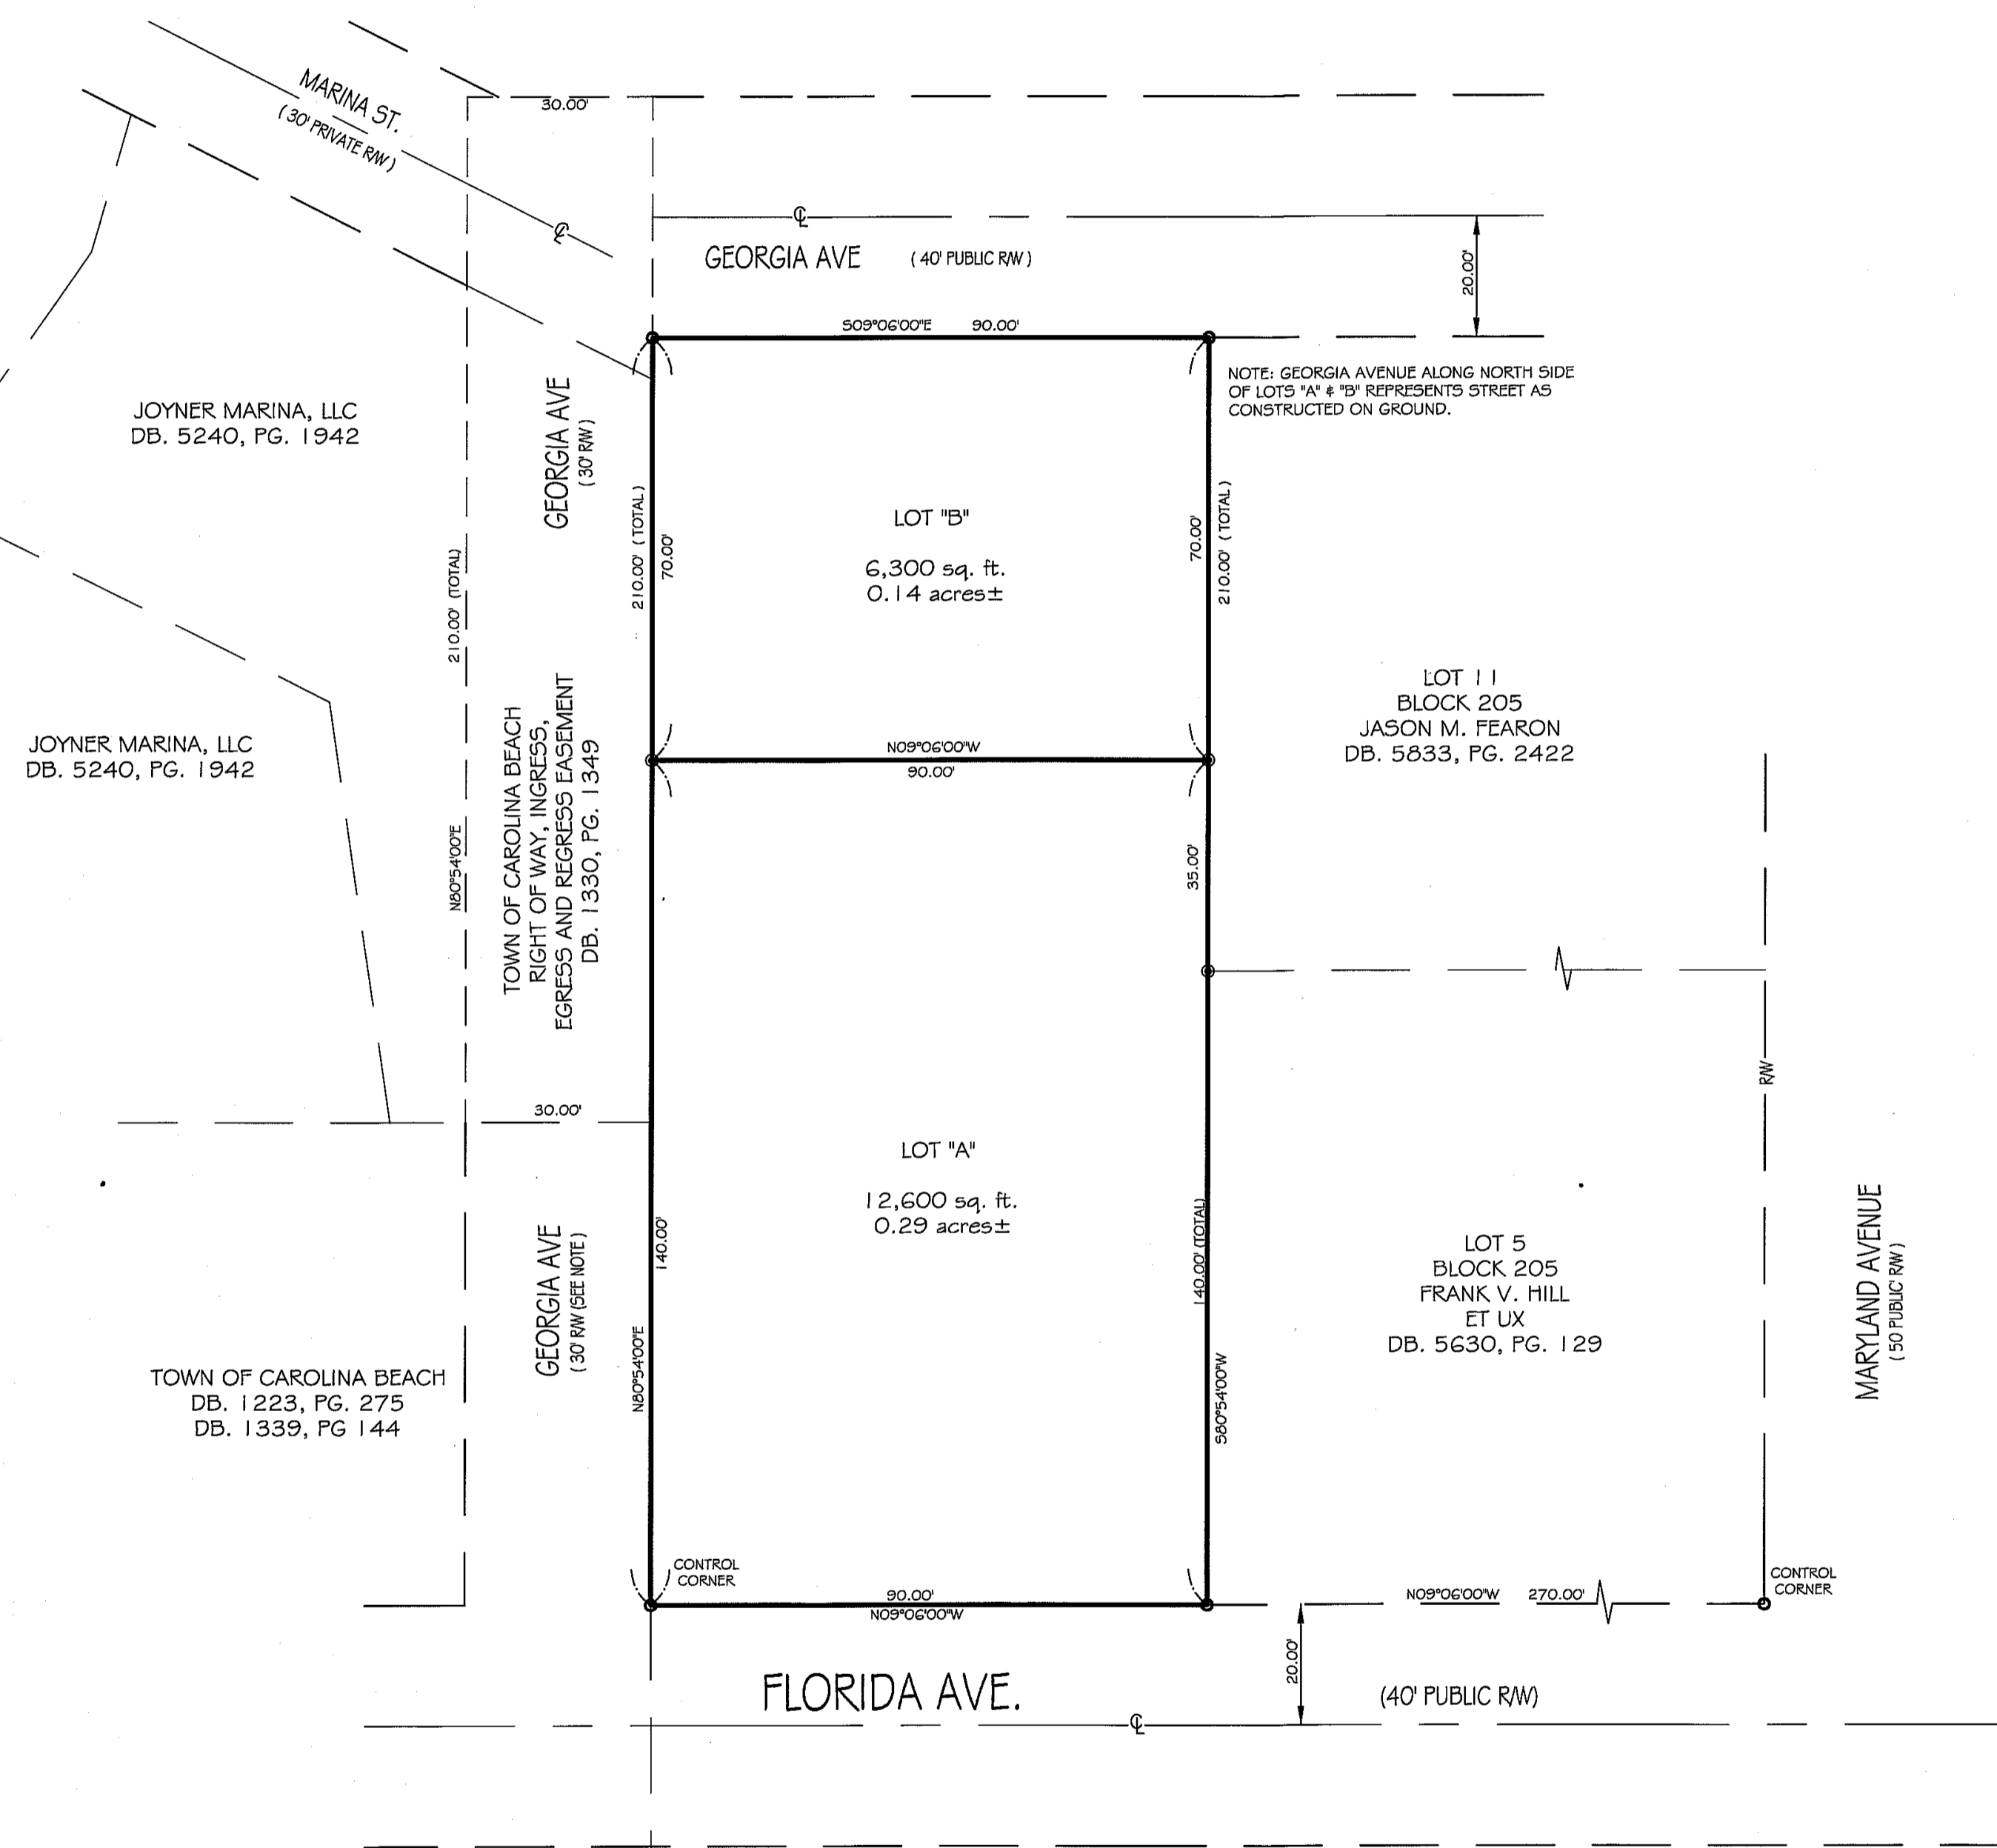 MARINA ST.
( 30' PRIVATE R/W )
30.00'
℄
℄
GEORGIA AVE ( 40' PUBLIC R/W )
20.00'
S09°06'00"E 90.00'
NOTE: GEORGIA AVENUE ALONG NORTH SIDE
OF LOTS "A" & "B" REPRESENTS STREET AS
CONSTRUCTED ON GROUND.
JOYNER MARINA, LLC
DB. 5240, PG. 1942
GEORGIA AVE
( 30' R/W )
210.00' ( TOTAL )
70.00'
LOT "B"
6,300 sq. ft.
0.14 acres±
70.00'
210.00' ( TOTAL )
210.00' (TOTAL)
N80°54'00"E
JOYNER MARINA, LLC
DB. 5240, PG. 1942
TOWN OF CAROLINA BEACH
RIGHT OF WAY, INGRESS,
EGRESS AND REGRESS EASEMENT
DB. 1330, PG. 1349
N09°06'00"W
90.00'
LOT 11
BLOCK 205
JASON M. FEARON
DB. 5833, PG. 2422
35.00'
30.00'
R/W
LOT "A"
12,600 sq. ft.
0.29 acres±
140.00'
N80°54'00"E
140.00' (TOTAL)
S80°54'00"W
GEORGIA AVE
( 30' R/W (SEE NOTE )
LOT 5
BLOCK 205
FRANK V. HILL
ET UX
DB. 5630, PG. 129
MARYLAND AVENUE
( 50 PUBLIC' R/W )
TOWN OF CAROLINA BEACH
DB. 1223, PG. 275
DB. 1339, PG 144
CONTROL
CORNER
90.00'
N09°06'00"W
N09°06'00"W 270.00'
CONTROL
CORNER
20.00'
FLORIDA AVE.
(40' PUBLIC R/W)
℄